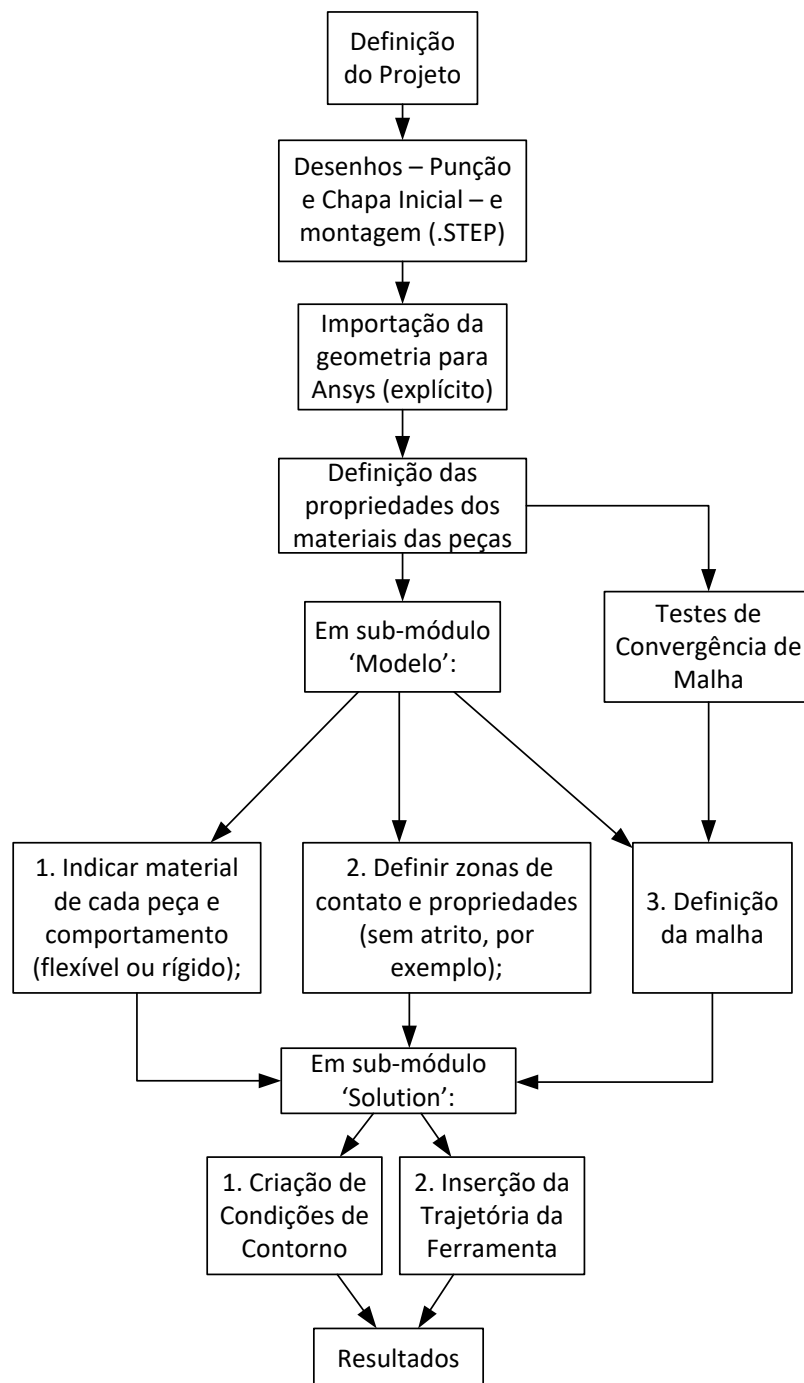 Definição
do Projeto
Desenhos – Punção
e Chapa Inicial – e
montagem (.STEP)
Importação da
geometria para
Ansys (explícito)
Definição das
propriedades dos
materiais das peças
Em sub-módulo
‘Modelo’:
Testes de
Convergência de
Malha
1. Indicar material
de cada peça e
comportamento
(flexível ou rígido);
2. Definir zonas de
contato e propriedades
(sem atrito, por
exemplo);
3. Definição
da malha
Em sub-módulo
‘Solution’:
1. Criação de
Condições de
Contorno
2. Inserção da
Trajetória da
Ferramenta
Resultados